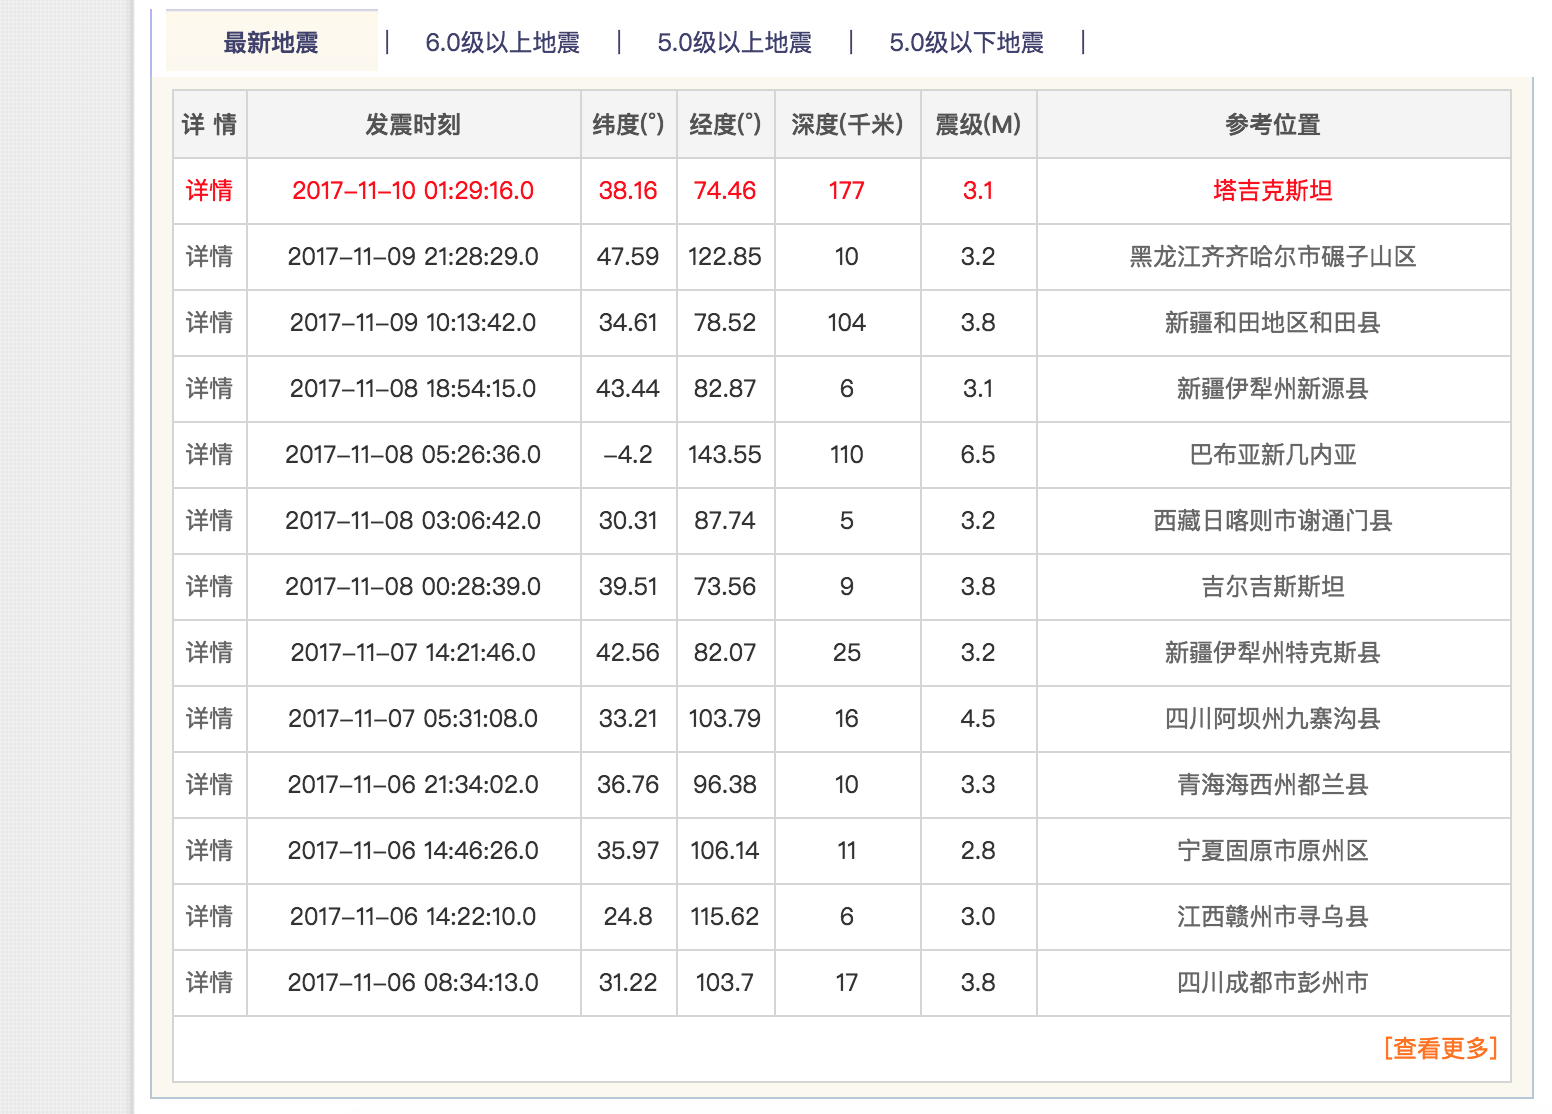 最新地震 | 6.0级以上地震 | 5.0级以上地震 | 5.0级以下地震 |
详 情 发震时刻 纬度(°) 经度(°) 深度(千米) 震级(M) 参考位置
详情 2017-11-10 01:29:16.0 38.16 74.46 177 3.1 塔吉克斯坦
详情 2017-11-09 21:28:29.0 47.59 122.85 10 3.2 黑龙江齐齐哈尔市碾子山区
详情 2017-11-09 10:13:42.0 34.61 78.52 104 3.8 新疆和田地区和田县
详情 2017-11-08 18:54:15.0 43.44 82.87 6 3.1 新疆伊犁州新源县
详情 2017-11-08 05:26:36.0 -4.2 143.55 110 6.5 巴布亚新几内亚
详情 2017-11-08 03:06:42.0 30.31 87.74 5 3.2 西藏日喀则市谢通门县
详情 2017-11-08 00:28:39.0 39.51 73.56 9 3.8 吉尔吉斯斯坦
详情 2017-11-07 14:21:46.0 42.56 82.07 25 3.2 新疆伊犁州特克斯县
详情 2017-11-07 05:31:08.0 33.21 103.79 16 4.5 四川阿坝州九寨沟县
详情 2017-11-06 21:34:02.0 36.76 96.38 10 3.3 青海海西州都兰县
详情 2017-11-06 14:46:26.0 35.97 106.14 11 2.8 宁夏固原市原州区
详情 2017-11-06 14:22:10.0 24.8 115.62 6 3.0 江西赣州市寻乌县
详情 2017-11-06 08:34:13.0 31.22 103.7 17 3.8 四川成都市彭州市
[查看更多]